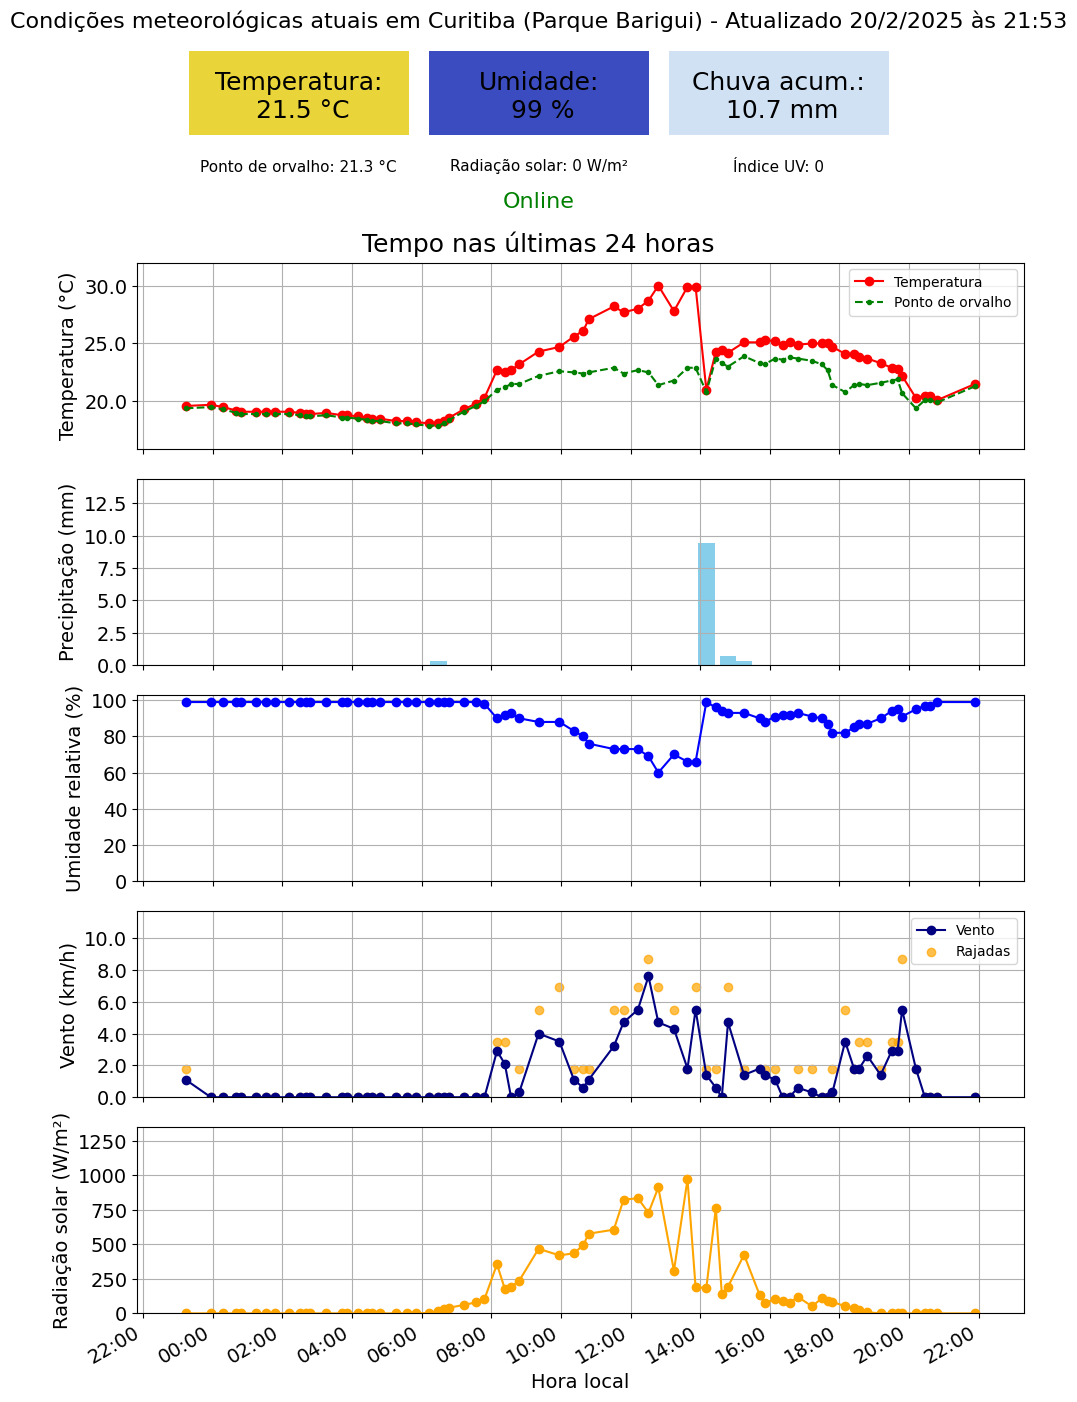 Condições meteorológicas atuais em Curitiba (Parque Barigui) - Atualizado 20/2/2025 às 21:53
Temperatura:
21.5 °C
Umidade:
99 %
Chuva acum.:
10.7 mm
Ponto de orvalho: 21.3 °C
Radiação solar: 0 W/m²
Índice UV: 0
Online
Tempo nas últimas 24 horas
Temperatura (°C)
30.0
25.0
20.0
Temperatura
Ponto de orvalho
Precipitação (mm)
12.5
10.0
7.5
5.0
2.5
0.0
Umidade relativa (%)
100
80
60
40
20
0
Vento (km/h)
10.0
8.0
6.0
4.0
2.0
0.0
Vento
Rajadas
Radiação solar (W/m²)
1250
1000
750
500
250
0
22:00 00:00 02:00 04:00 06:00 08:00 10:00 12:00 14:00 16:00 18:00 20:00 22:00
Hora local